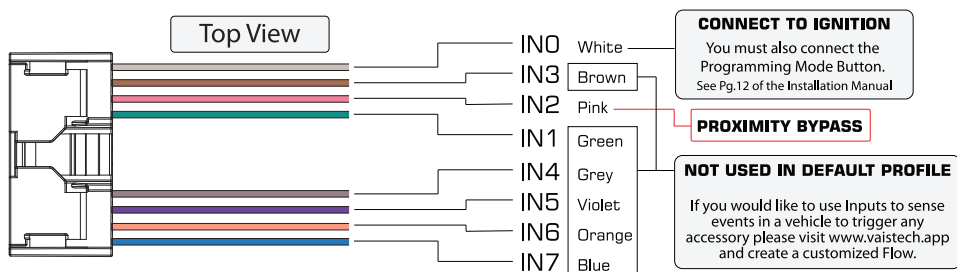 Top View
IN0 White
IN3 Brown
IN2 Pink
IN1 Green
IN4 Grey
IN5 Violet
IN6 Orange
IN7 Blue
CONNECT TO IGNITION
You must also connect the
Programming Mode Button.
See Pg.12 of the Installation Manual
PROXIMITY BYPASS
NOT USED IN DEFAULT PROFILE
If you would like to use Inputs to sense
events in a vehicle to trigger any
accessory please visit www.vaistech.app
and create a customized Flow.